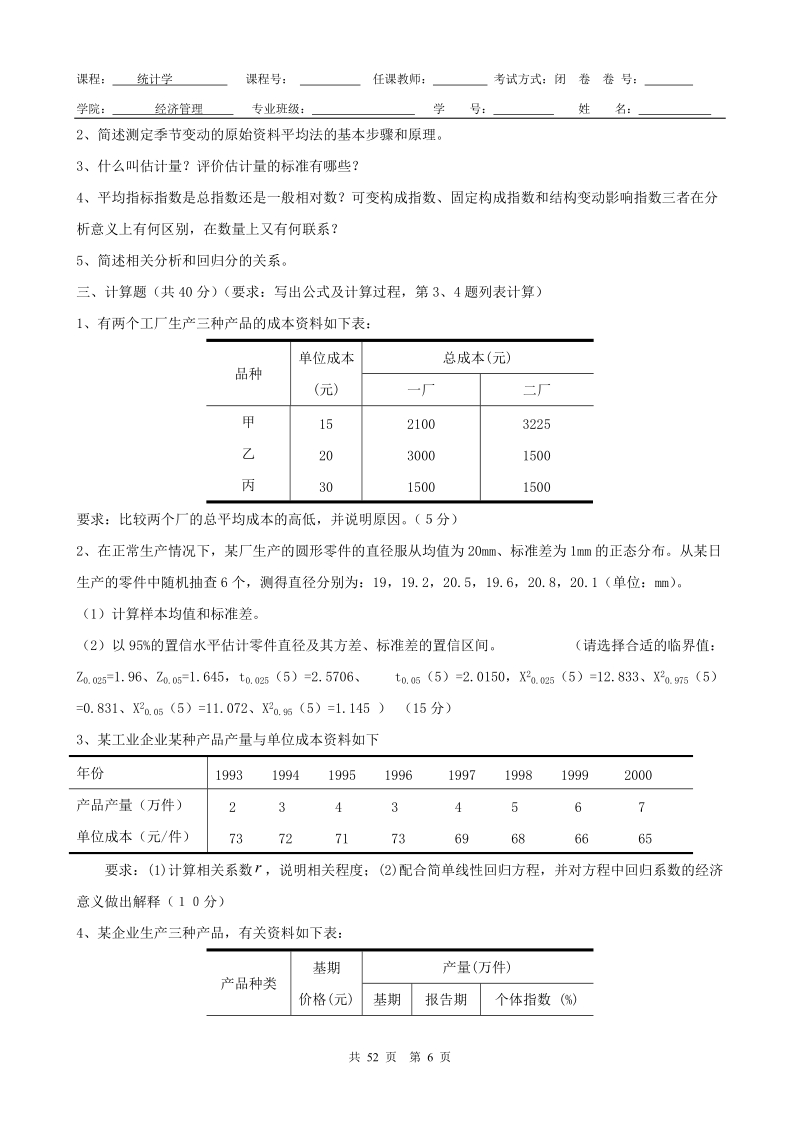 课程： 统计学 课程号： 任课教师： 考试方式：闭 卷 卷 号：
学院： 经济管理 专业班级： 学 号： 姓 名：
2、简述测定季节变动的原始资料平均法的基本步骤和原理。
3、什么叫估计量？评价估计量的标准有哪些？
4、平均指标指数是总指数还是一般相对数？可变构成指数、固定构成指数和结构变动影响指数三者在分
析意义上有何区别，在数量上又有何联系？
5、简述相关分析和回归分的关系。
三、计算题（共 40 分）（要求：写出公式及计算过程，第 3、4 题列表计算）
1、有两个工厂生产三种产品的成本资料如下表：
品种 单位成本(元) 总成本(元)
一厂 二厂
甲 15 2100 3225
乙 20 3000 1500
丙 30 1500 1500
要求：比较两个厂的总平均成本的高低，并说明原因。（５分）
2、在正常生产情况下，某厂生产的圆形零件的直径服从均值为 20mm、标准差为 1mm 的正态分布。从某日
生产的零件中随机抽查 6 个，测得直径分别为：19，19.2，20.5，19.6，20.8，20.1（单位：mm）。
（1）计算样本均值和标准差。
（2）以 95%的置信水平估计零件直径及其方差、标准差的置信区间。 （请选择合适的临界值：
Z0.025=1.96、Z0.05=1.645，t0.025（5）=2.5706、 t0.05（5）=2.0150，X²0.025（5）=12.833、X²0.975（5）
=0.831、X²0.05（5）=11.072、X²0.95（5）=1.145 ） （15 分）
3、某工业企业某种产品产量与单位成本资料如下
年份 1993 1994 1995 1996 1997 1998 1999 2000
产品产量（万件） 2 3 4 3 4 5 6 7
单位成本（元/件） 73 72 71 73 69 68 66 65
要求：(1)计算相关系数 r ，说明相关程度；(2)配合简单线性回归方程，并对方程中回归系数的经济
意义做出解释（１０分）
4、某企业生产三种产品，有关资料如下表：
产品种类 基期价格(元) 产量(万件)
基期 报告期 个体指数 (%)
共 52 页 第 6 页